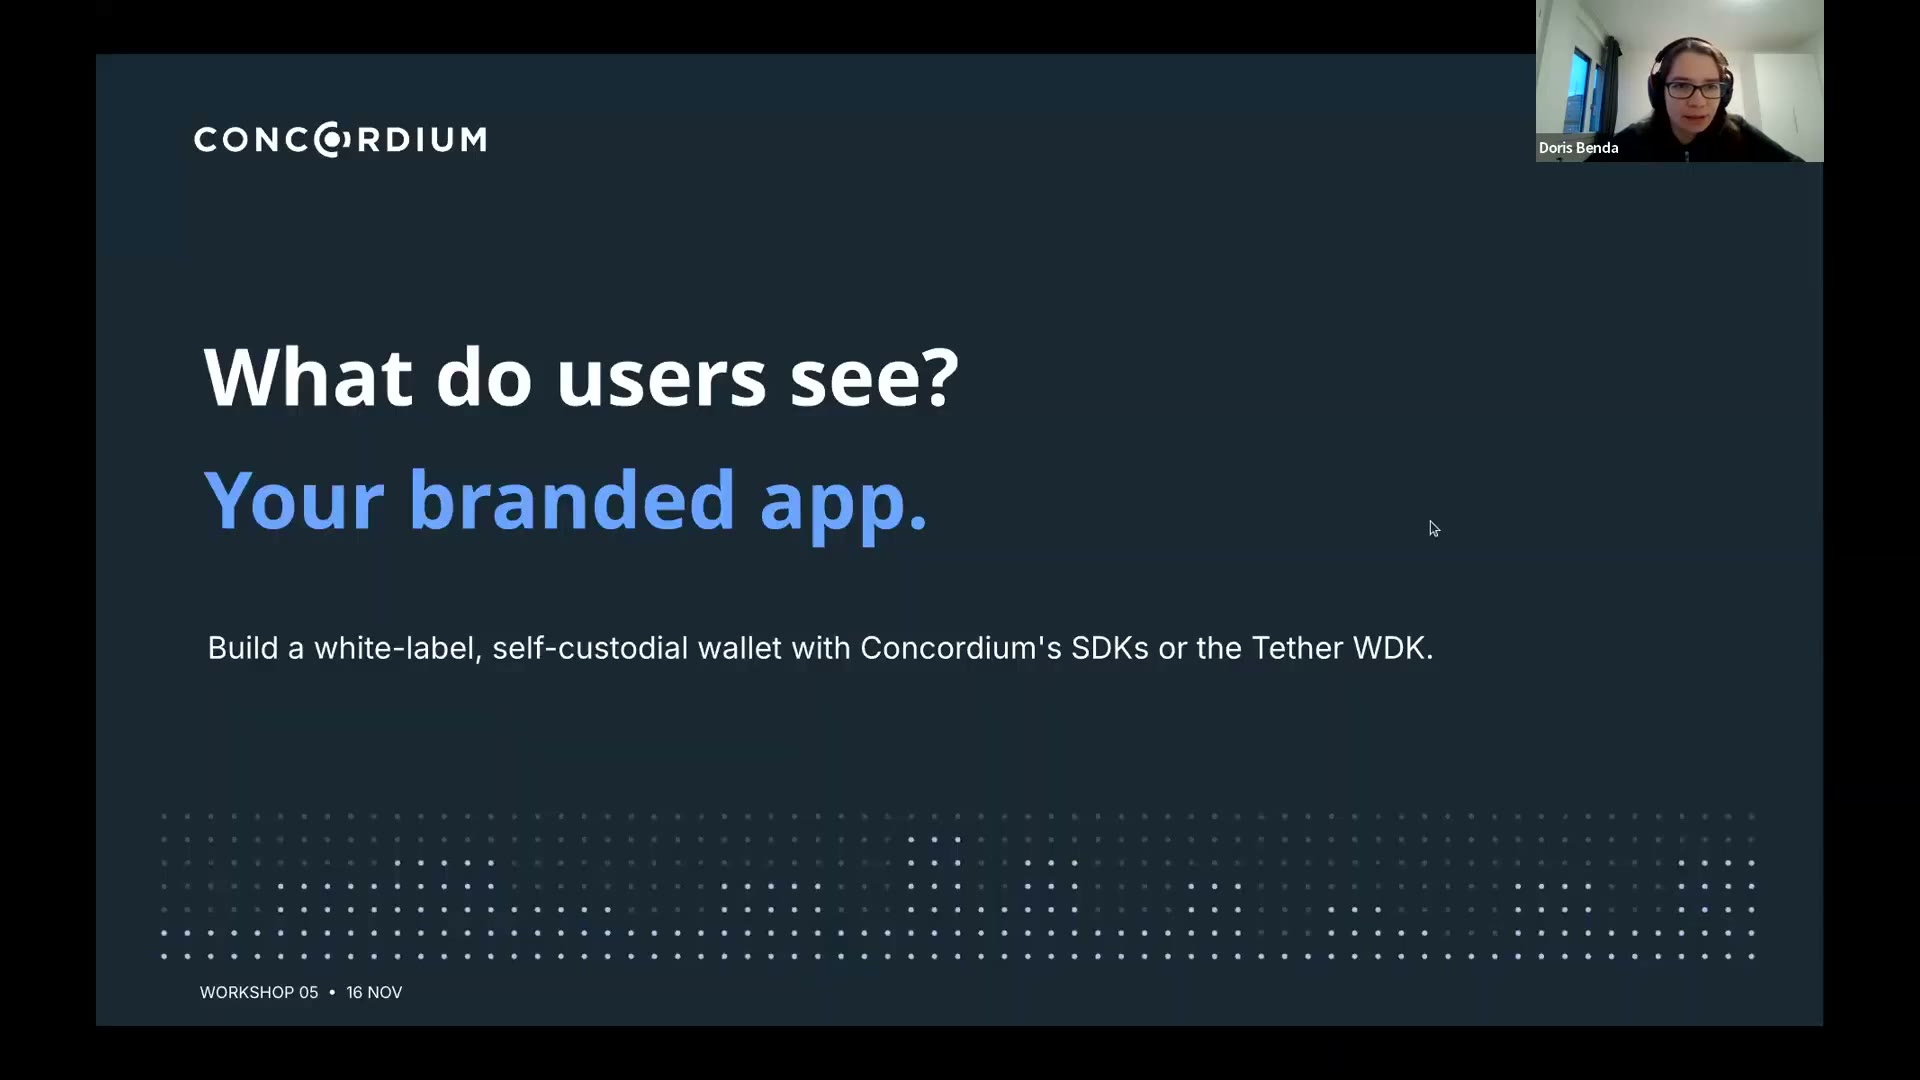 CONCORDIUM
Doris Benda
What do users see?
Your branded app.
Build a white-label, self-custodial wallet with Concordium's SDKs or the Tether WDK.
WORKSHOP 05 • 16 NOV